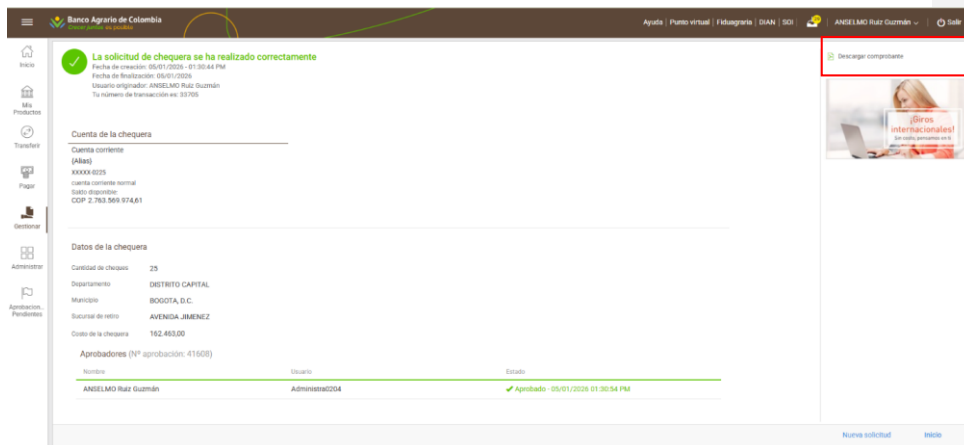 Banco Agrario de Colombia
Ayuda | Punto virtual | Fiduagraria | DIAN | SOI
ANSELMO Ruiz Guzmán
Salir
Inicio
Mis
Productos
Transferir
Pagar
Gestionar
Administrar
Aprobacion...
Pendientes
La solicitud de chequera se ha realizado correctamente
Fecha de creación: 05/01/2026 - 01:30:44 PM
Fecha de finalización: 05/01/2026
Usuario originador: ANSELMO Ruiz Guzmán
Tu número de transacción es: 33705
Cuenta de la chequera
Cuenta corriente
(Alias)
XXXXX-0225
cuenta corriente normal
Saldo disponible:
COP 2.763.569.974,61
Datos de la chequera
Cantidad de cheques 25
Departamento DISTRITO CAPITAL
Municipio BOGOTA, D.C.
Sucursal de retiro AVENIDA JIMENEZ
Costo de la chequera 162.463,00
Aprobadores (Nº aprobación: 41608)
Nombre Usuario Estado
ANSELMO Ruiz Guzmán Administra0204 Aprobado - 05/01/2026 01:30:54 PM
Descargar comprobante
¡Giros
internacionales!
Sin costo, pensamos en ti
Nueva solicitud Inicio